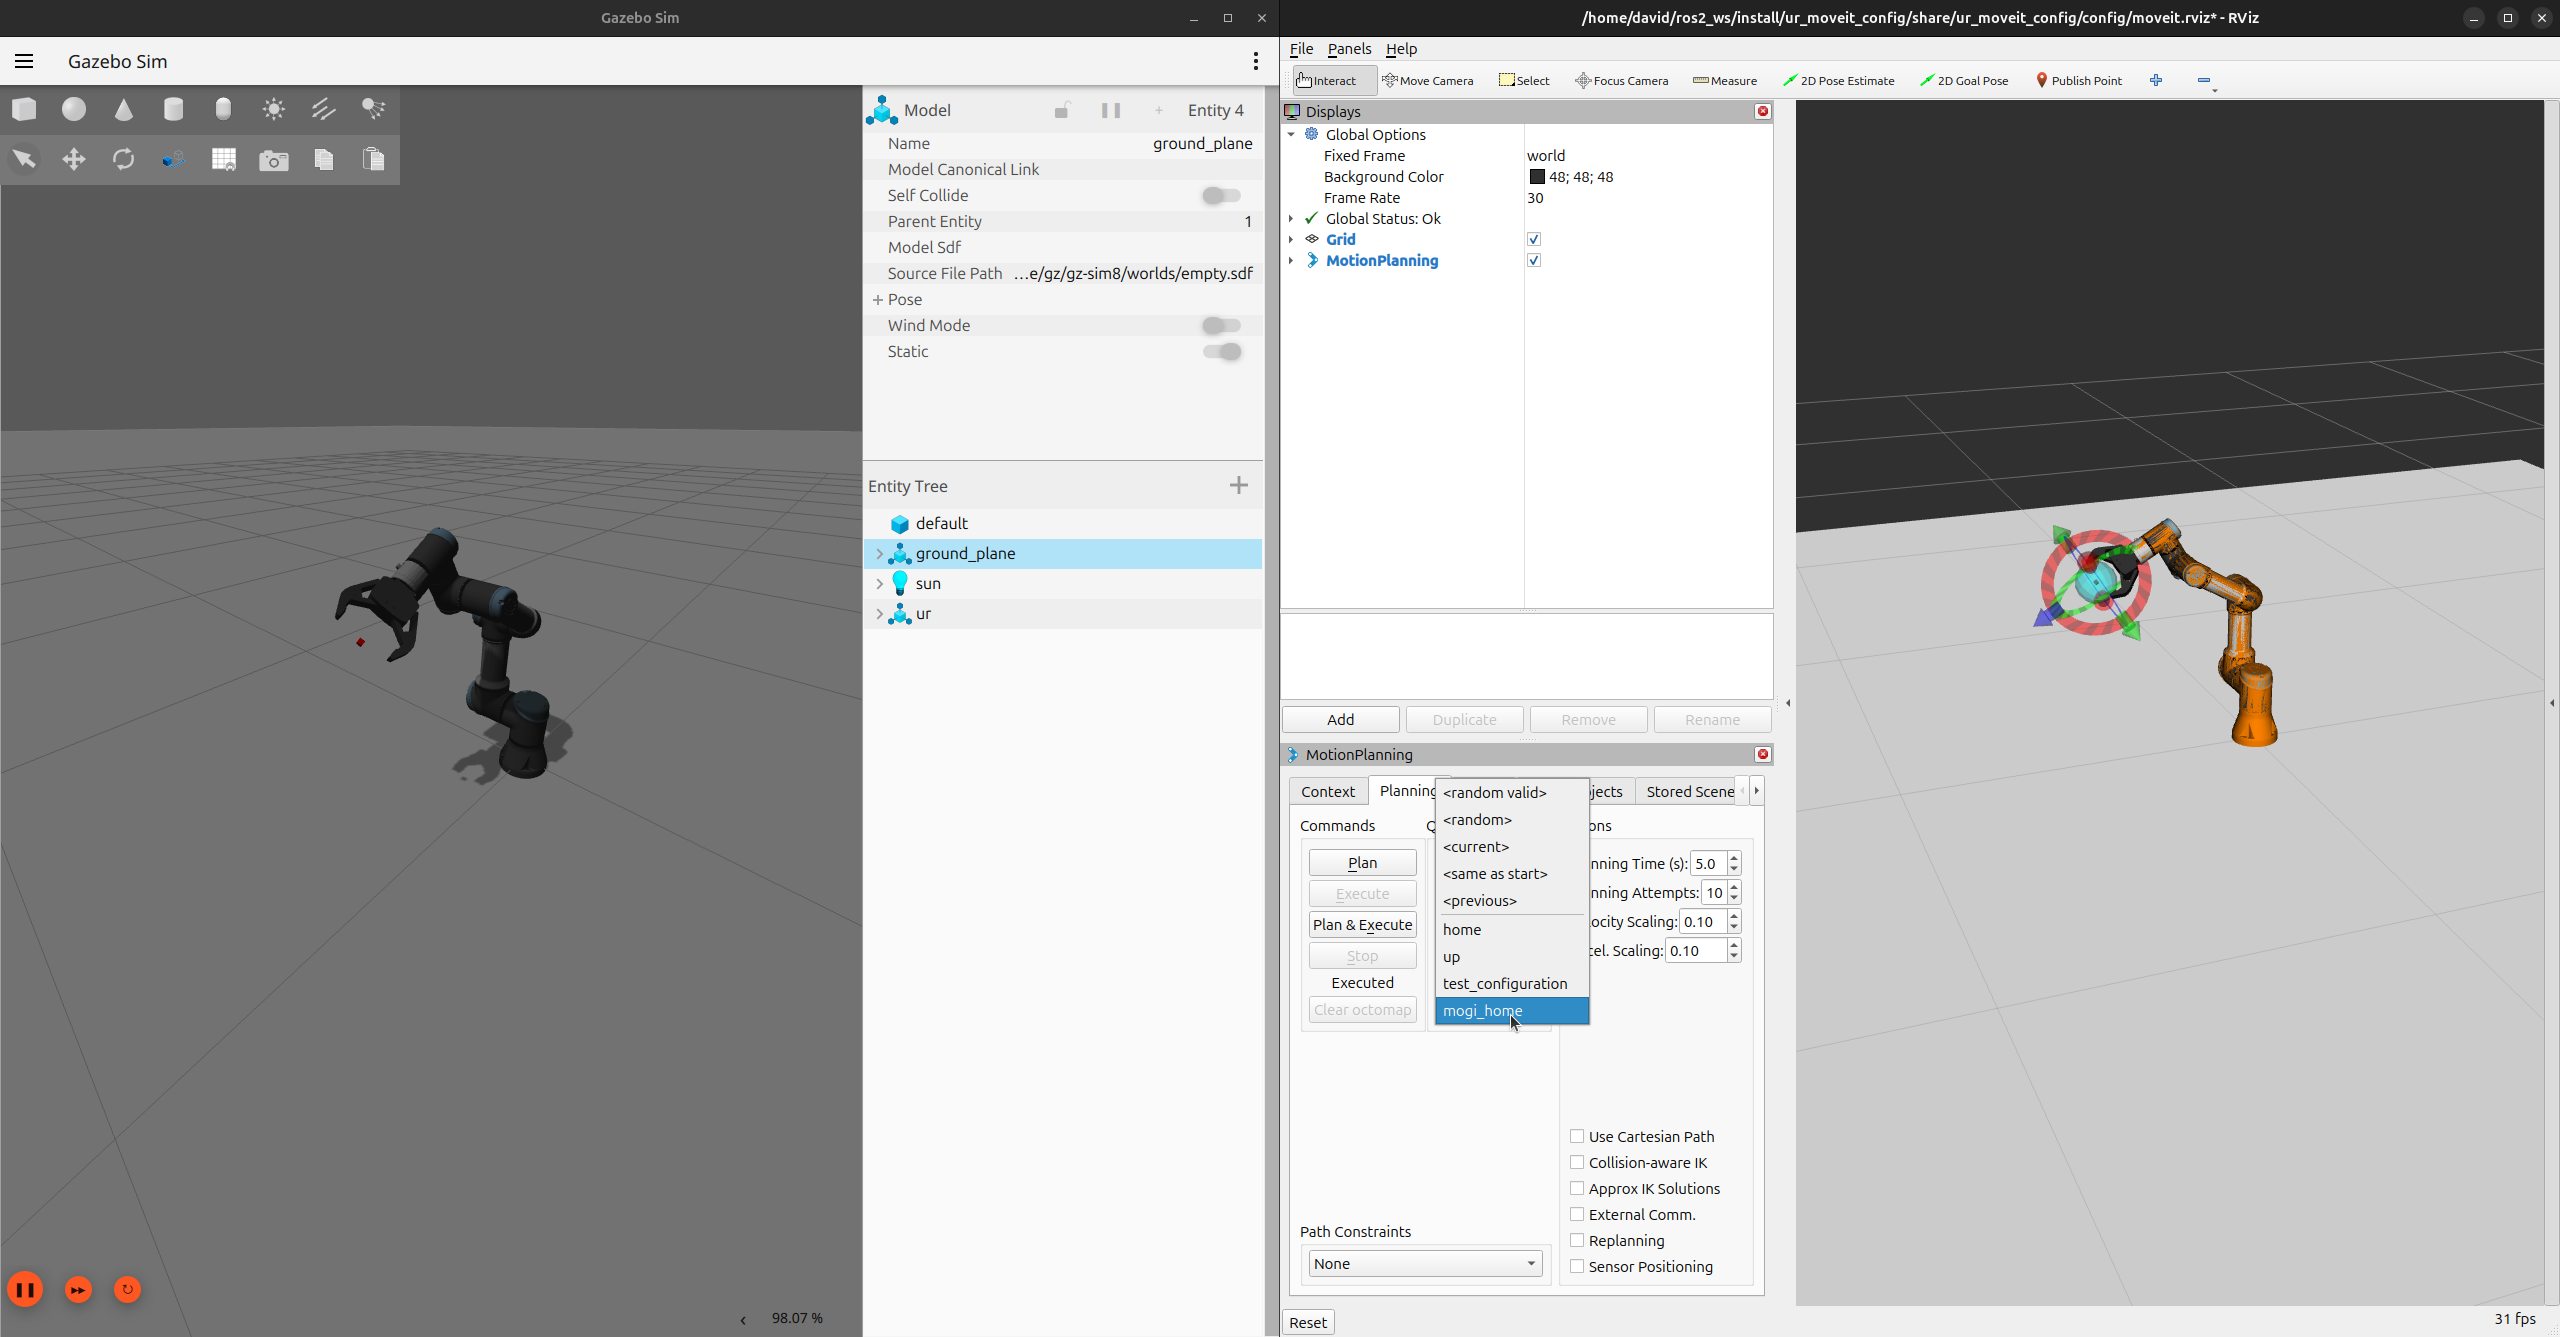 Gazebo Sim
Gazebo Sim
Model
Entity 4
Name ground_plane
Model Canonical Link
Self Collide
Parent Entity 1
Model Sdf
Source File Path ...e/gz/gz-sim8/worlds/empty.sdf
Pose
Wind Mode
Static
Entity Tree
default
ground_plane
sun
ur
98.07 %
/home/david/ros2_ws/install/ur_moveit_config/share/ur_moveit_config/config/moveit.rviz* - RViz
File Panels Help
Interact Move Camera Select Focus Camera Measure 2D Pose Estimate 2D Goal Pose Publish Point
Displays
Global Options
Fixed Frame world
Background Color 48; 48; 48
Frame Rate 30
Global Status: Ok
Grid
MotionPlanning
Add Duplicate Remove Rename
MotionPlanning
Context Planning jects Stored Scene
Commands Q ons
Plan
Execute
Plan & Execute
Stop
Executed
Clear octomap
<random valid>
<random>
<current>
<same as start>
<previous>
home
up
test_configuration
mogi_home
nning Time (s): 5.0
nning Attempts: 10
ocity Scaling: 0.10
cel. Scaling: 0.10
Use Cartesian Path
Collision-aware IK
Approx IK Solutions
External Comm.
Replanning
Sensor Positioning
Path Constraints
None
Reset
31 fps